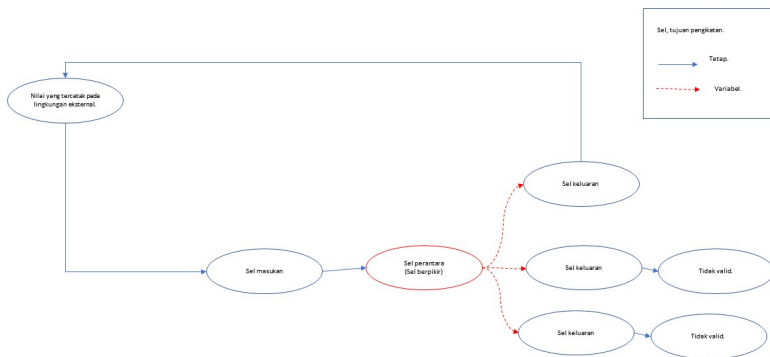 Sel, tujuan pengikatan.
Tetap.
Variabel.
Nilai yang tercetak pada
lingkungan eksternal.
Sel keluaran
Sel masukan
Sel perantara
(Sel berpikir)
Sel keluaran
Tidak valid.
Sel keluaran
Tidak valid.